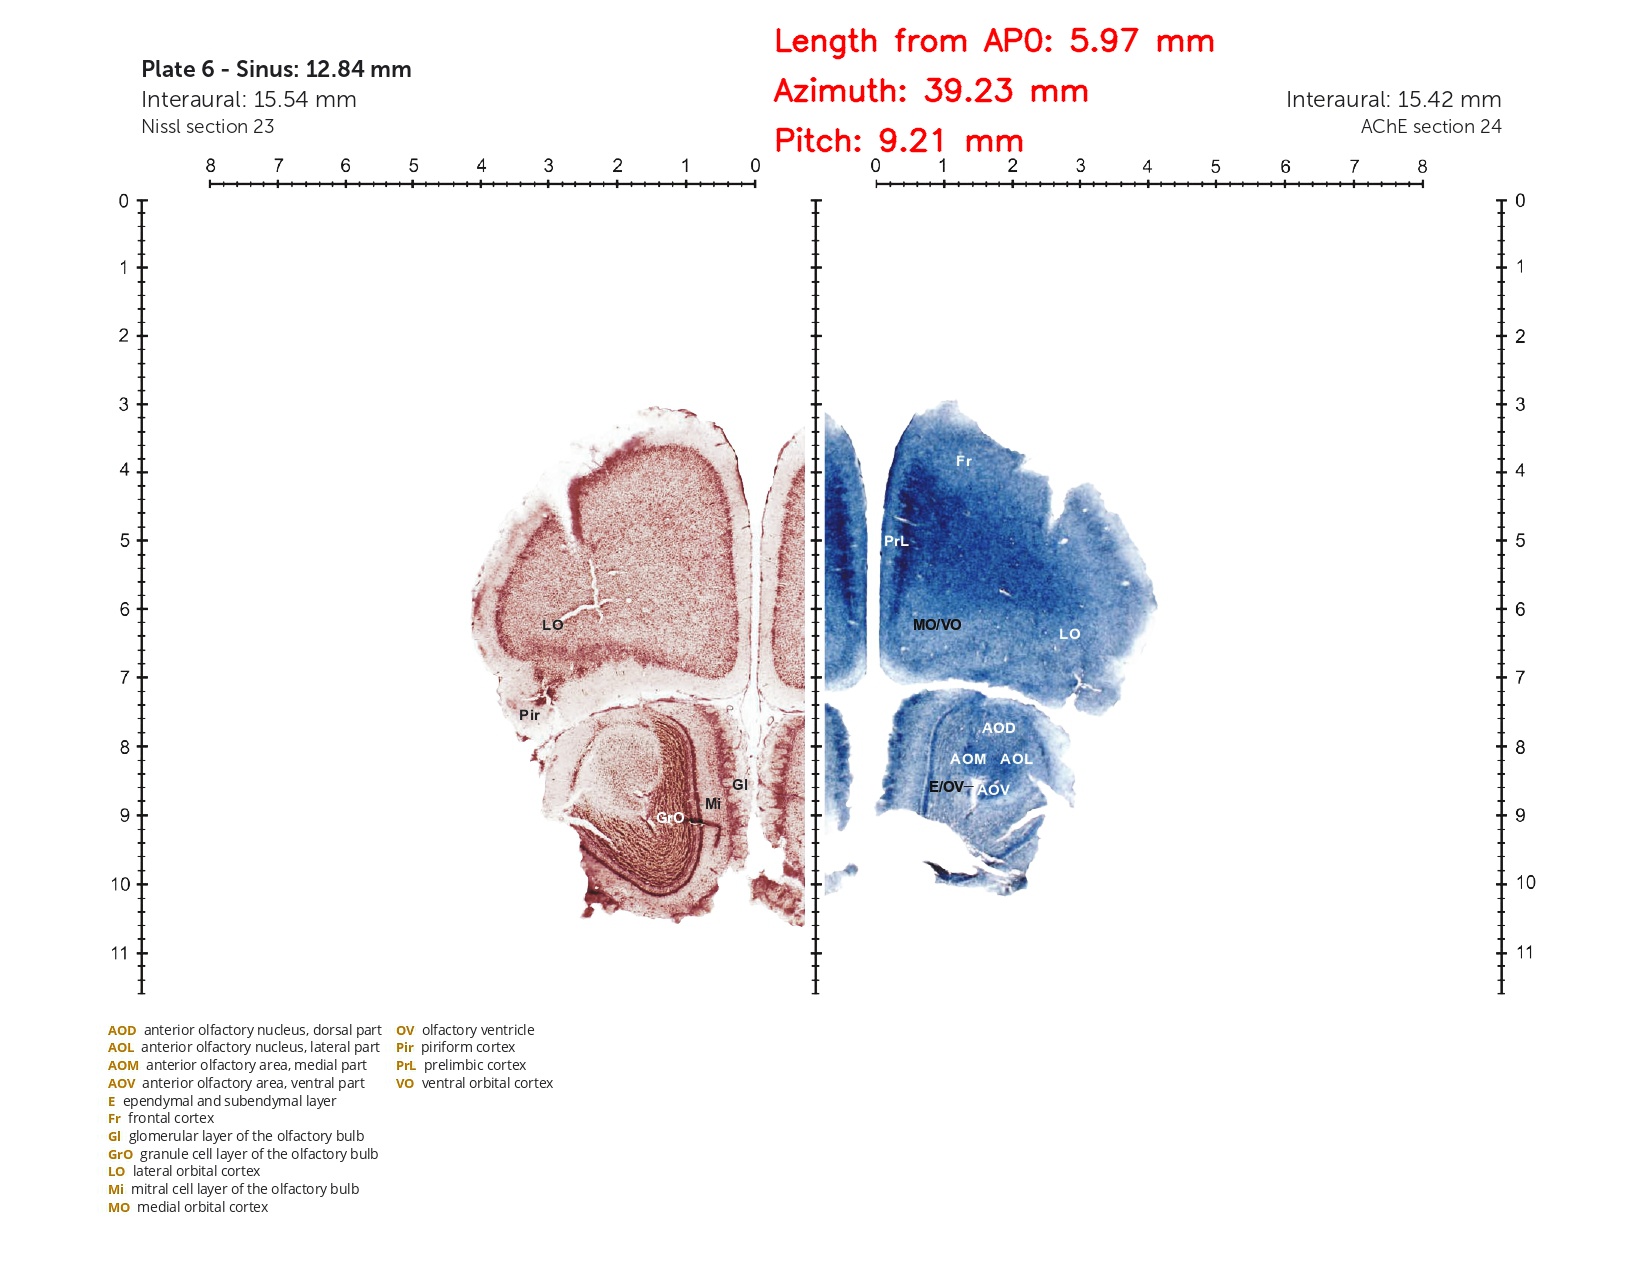 Length from AP0: 5.97 mm
Plate 6 - Sinus: 12.84 mm
Azimuth: 39.23 mm
Interaural: 15.54 mm
Interaural: 15.42 mm
Nissl section 23
AChE section 24
Pitch: 9.21 mm
8 7 6 5 4 3 2 1 0
0 1 2 3 4 5 6 7 8
0 0
1 1
2 2
3 3
4 4
Fr
5 5
PrL
6 6
LO
MO/VO
LO
7 7
Pir
AOD
8 8
AOM AOL
Gl
E/OV
AOV
Mi
GrO
9 9
10 10
11 11
AOD anterior olfactory nucleus, dorsal part
AOL anterior olfactory nucleus, lateral part
AOM anterior olfactory area, medial part
AOV anterior olfactory area, ventral part
E ependymal and subendymal layer
Fr frontal cortex
Gl glomerular layer of the olfactory bulb
GrO granule cell layer of the olfactory bulb
LO lateral orbital cortex
Mi mitral cell layer of the olfactory bulb
MO medial orbital cortex
OV olfactory ventricle
Pir piriform cortex
PrL prelimbic cortex
VO ventral orbital cortex